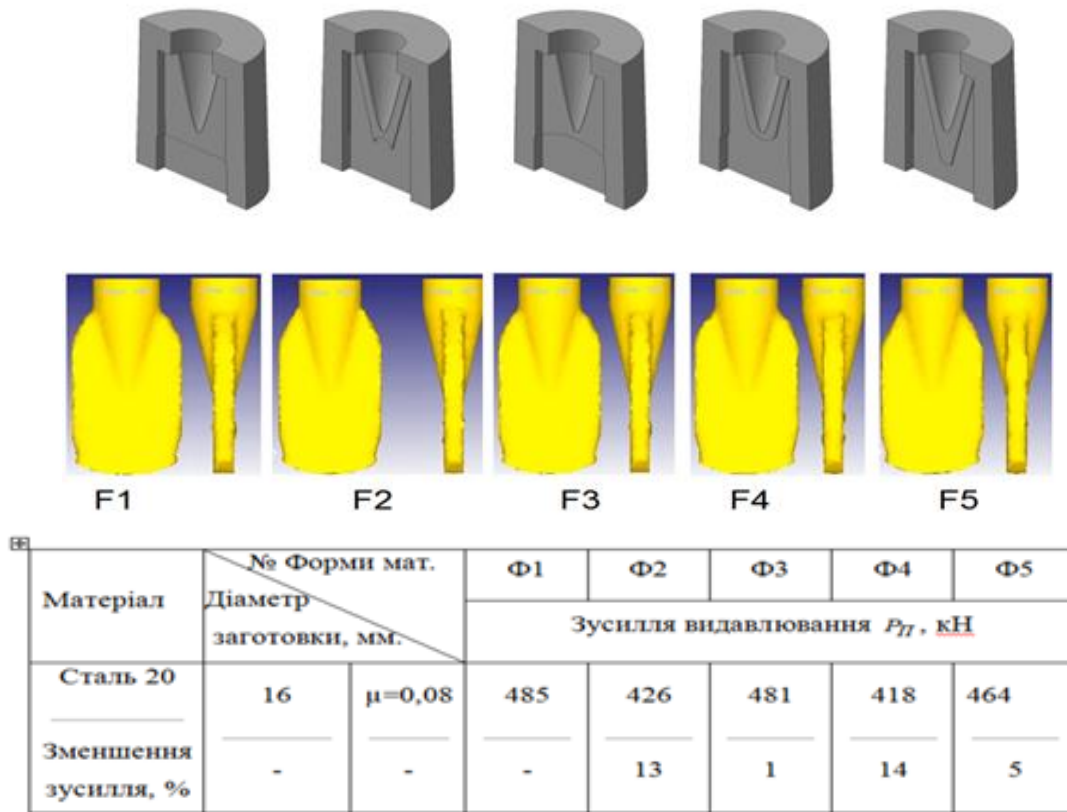 F1 F2 F3 F4 F5
№ Форми мат.
Ф1 Ф2 Ф3 Ф4 Ф5
Матеріал
Діаметр
заготовки, мм.
Зусилля видавлювання P_П, кН
Сталь 20
16 μ=0,08 485 426 481 418 464
Зменшення
зусилля, %
- - - 13 1 14 5